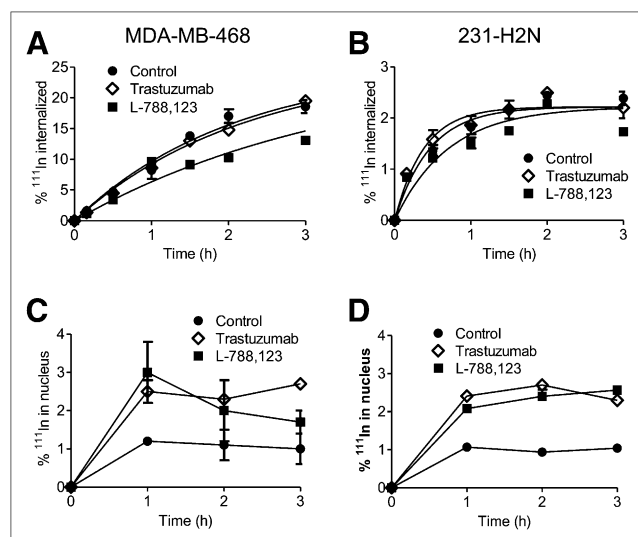 MDA-MB-468
231-H2N
A
% ¹¹¹In internalized
25
20
15
10
5
0
Control
Trastuzumab
L-788,123
0 1 2 3
Time (h)
B
% ¹¹¹In internalized
3
2
1
0
Control
Trastuzumab
L-788,123
0 1 2 3
Time (h)
C
% ¹¹¹In in nucleus
4
3
2
1
0
Control
Trastuzumab
L-788,123
0 1 2 3
Time (h)
D
% ¹¹¹In in nucleus
4
3
2
1
0
Control
Trastuzumab
L-788,123
0 1 2 3
Time (h)